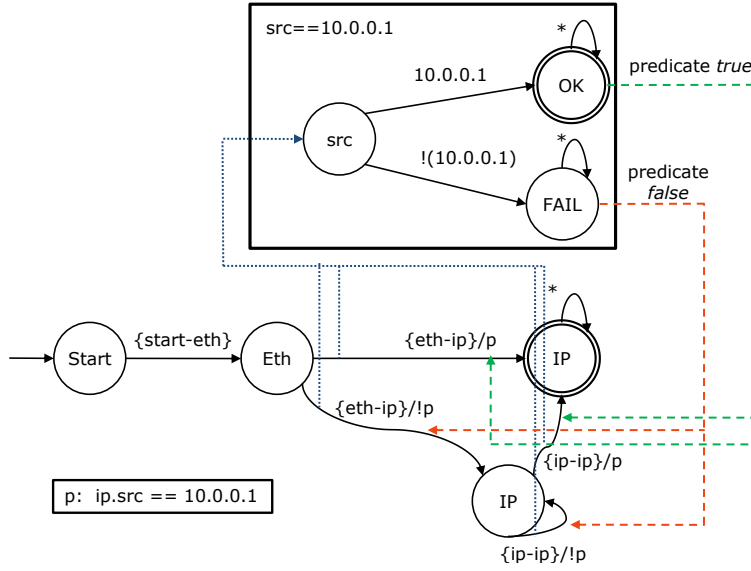 src==10.0.0.1
*
10.0.0.1
OK
predicate true
src
!(10.0.0.1)
*
FAIL
predicate
false
*
Start
{start-eth}
Eth
{eth-ip}/p
IP
{eth-ip}/!p
{ip-ip}/p
p: ip.src == 10.0.0.1
IP
{ip-ip}/!p